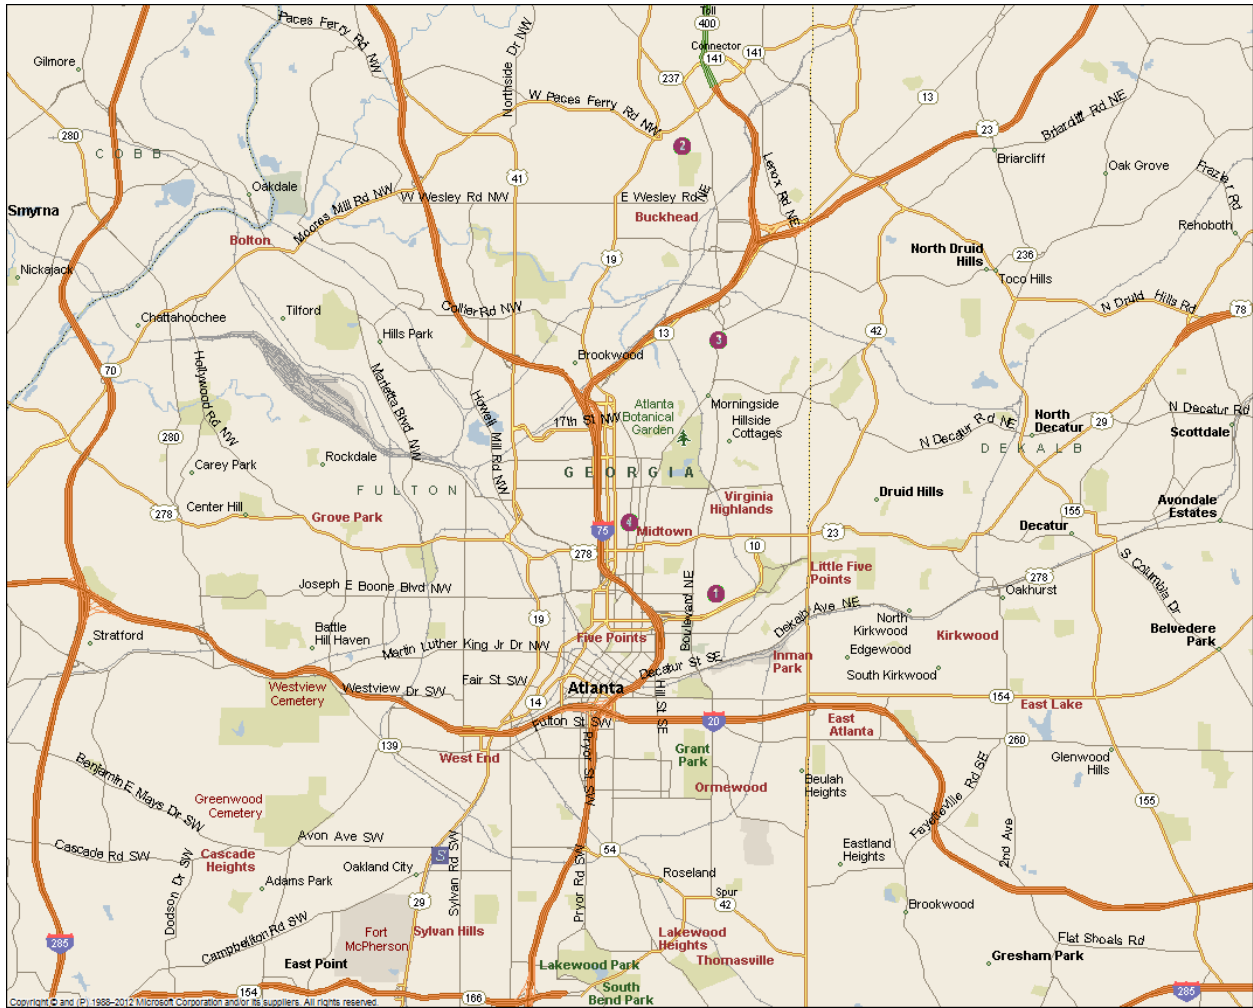 Toll
400
Paces Ferry Rd NW
Northside Dr NW
Connector
141
141
Gilmore
237
W Paces Ferry Rd NW
13
280
COBB
23
Briarcliff Rd NE
2
Briarcliff
Oak Grove
Lenox Rd NE
Frazier Rd
Oakdale
41
Moores Mill Rd NW
W Wesley Rd NW
E Wesley Rd NE
Smyrna
Buckhead
Bolton
Rehoboth
North Druid
Hills
236
19
Toco Hills
Nickajack
N Druid Hills Rd
Collier Rd NW
78
Tilford
Chattahoochee
Hills Park
13
3
42
Brookwood
70
Hollywood Rd NW
Marietta Blvd NW
Howell Mill Rd NW
Atlanta
Botanical
Garden
Morningside
17th St NW
Hillside
Cottages
N Decatur Rd NE
North
Decatur
29
N Decatur Rd
Scottdale
280
DEKALB
Carey Park
Rockdale
GEORGIA
FULTON
Virginia
Highlands
Druid Hills
Center Hill
278
Grove Park
155
Avondale
Estates
4
75
Midtown
23
Decatur
278
10
Little Five
Points
S Columbia Dr
Joseph E Boone Blvd NW
1
278
Oakhurst
Boulevard NE
Dekalb Ave NE
19
Stratford
Battle
Hill Haven
Martin Luther King Jr Dr NW
Five Points
North
Kirkwood
Kirkwood
Belvedere
Park
Decatur St SE
Inman
Park
Edgewood
South Kirkwood
Westview
Cemetery
Westview Dr SW
Fair St SW
Atlanta
Hill St SE
154
14
East Lake
Fulton St SW
20
East
Atlanta
139
West End
Pryor St SW
Grant
Park
260
Glenwood
Hills
Benjamin E Mays Dr SW
Ormewood
Beulah
Heights
Fayetteville Rd SE
155
Greenwood
Cemetery
Avon Ave SW
Cascade Rd SW
Cascade
Heights
S
Sylvan Rd SW
54
Eastland
Heights
2nd Ave
Oakland City
Adams Park
Roseland
Dodson Dr SW
Pryor Rd SW
Spur
42
29
Brookwood
Campbellton Rd SW
Fort
McPherson
Sylvan Hills
Lakewood
Heights
Thomasville
Flat Shoals Rd
285
East Point
Lakewood Park
Gresham Park
South
Bend Park
154
166
285
Copyright © and (P) 1988–2012 Microsoft Corporation and/or its suppliers. All rights reserved.